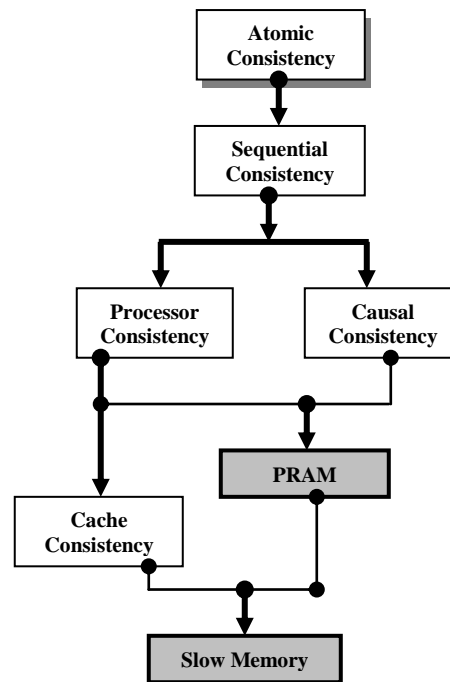 Atomic
Consistency
Sequential
Consistency
Processor
Consistency
Causal
Consistency
PRAM
Cache
Consistency
Slow Memory